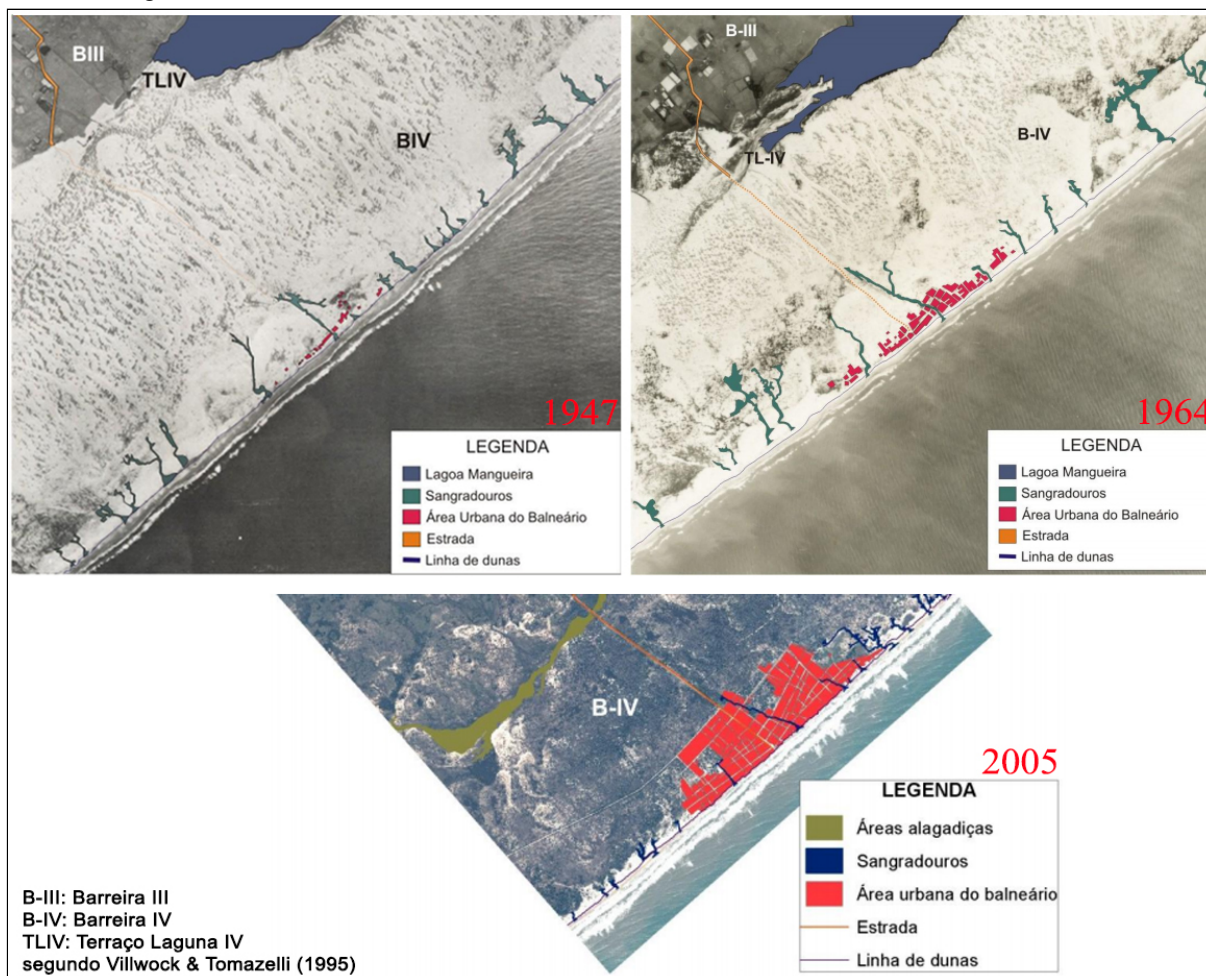 BIII
TLIV
BIV
1947
LEGENDA
Lagoa Mangueira
Sangradouros
Área Urbana do Balneário
Estrada
Linha de dunas
B-III
TL-IV
B-IV
1964
LEGENDA
Lagoa Mangueira
Sangradouros
Área Urbana do Balneário
Estrada
Linha de dunas
B-IV
2005
LEGENDA
Áreas alagadiças
Sangradouros
Área urbana do balneário
Estrada
Linha de dunas
B-III: Barreira III
B-IV: Barreira IV
TLIV: Terraço Laguna IV
segundo Villwock & Tomazelli (1995)